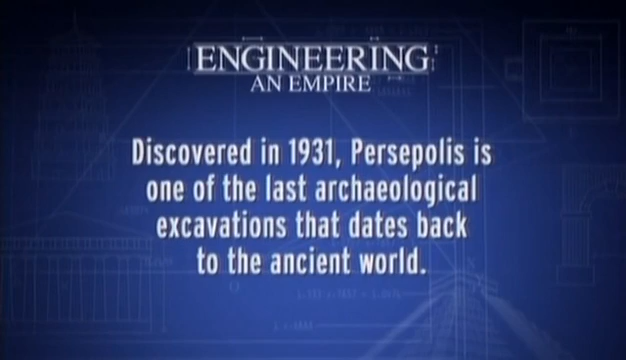 ENGINEERING
AN EMPIRE
Discovered in 1931, Persepolis is
one of the last archaeological
excavations that dates back
to the ancient world.